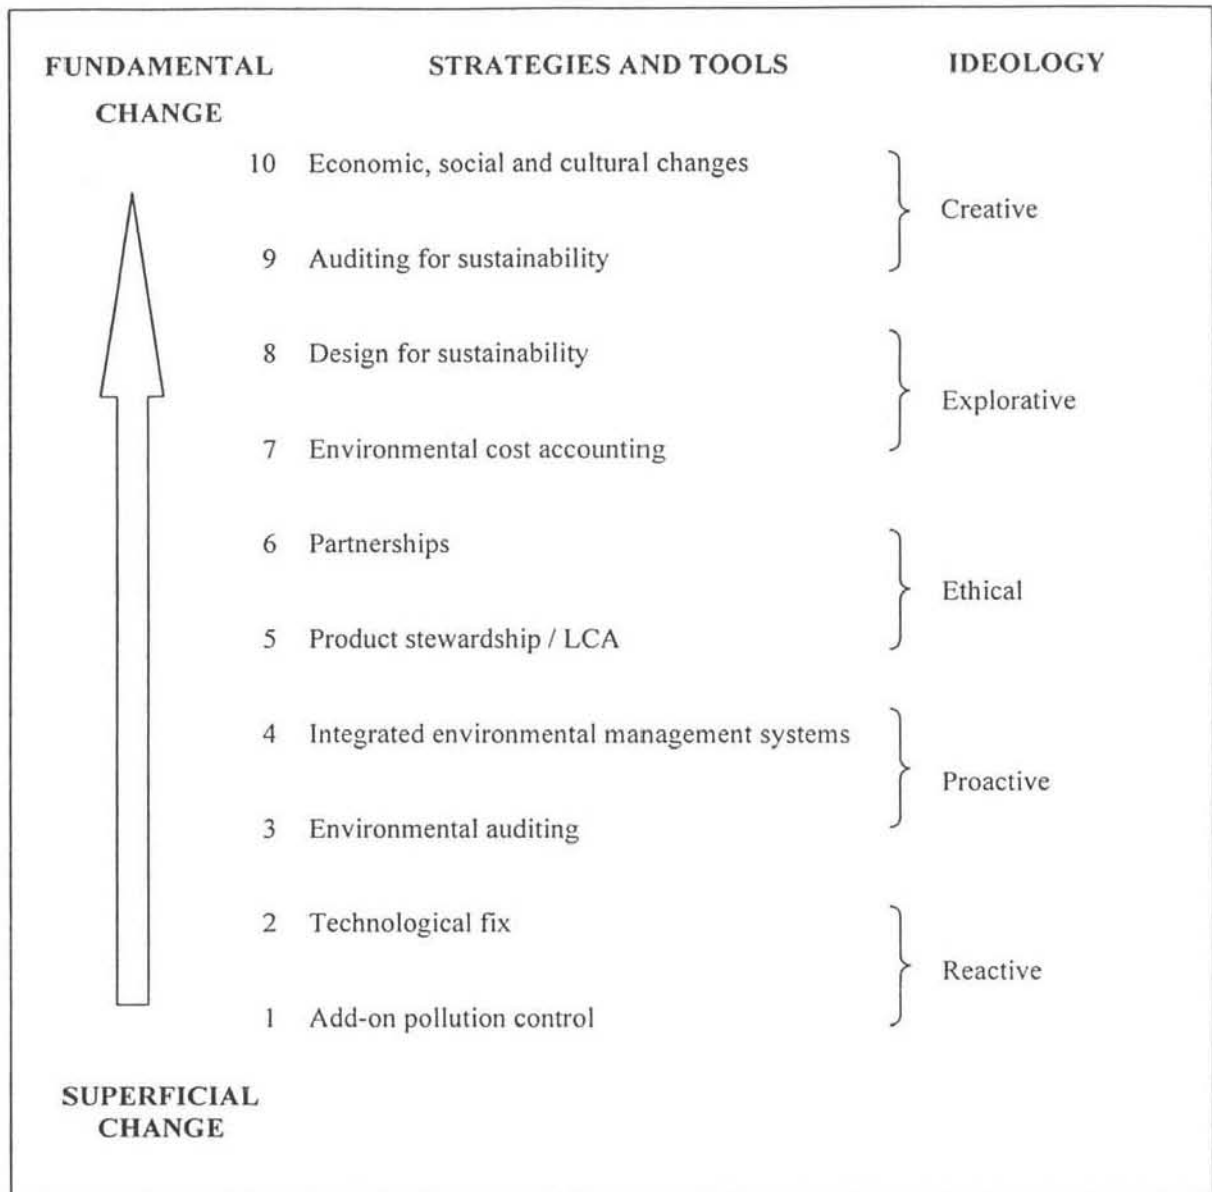 FUNDAMENTAL CHANGE
STRATEGIES AND TOOLS
IDEOLOGY
10 Economic, social and cultural changes
Creative
9 Auditing for sustainability
8 Design for sustainability
Explorative
7 Environmental cost accounting
6 Partnerships
Ethical
5 Product stewardship / LCA
4 Integrated environmental management systems
Proactive
3 Environmental auditing
2 Technological fix
Reactive
1 Add-on pollution control
SUPERFICIAL
CHANGE